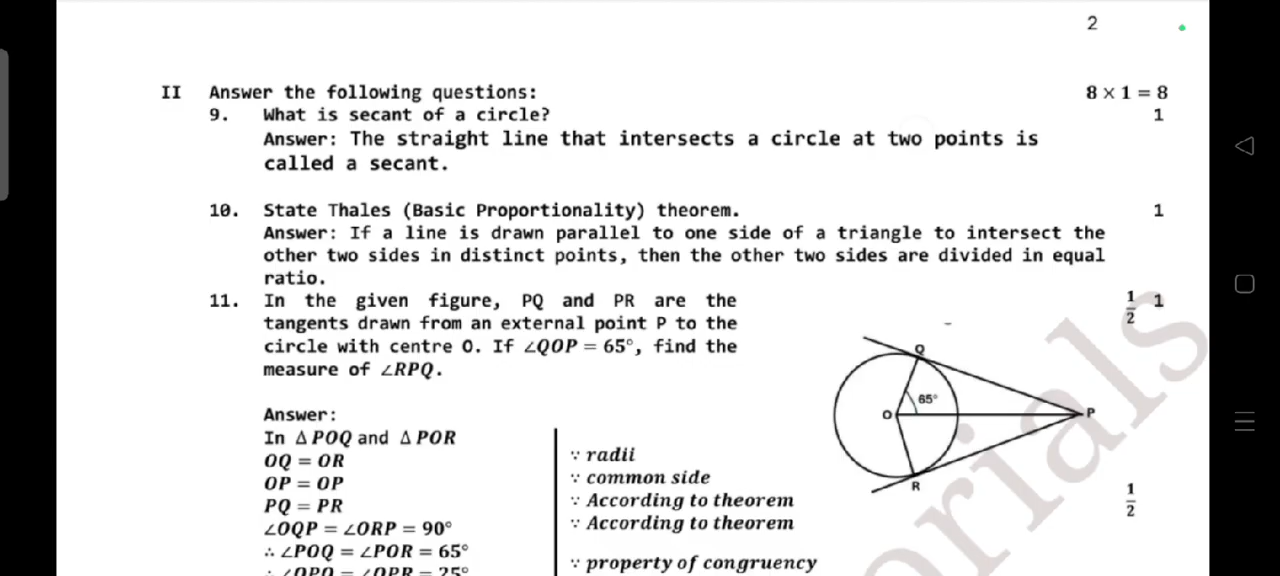 2
II Answer the following questions: 8 × 1 = 8
9. What is secant of a circle? 1
Answer: The straight line that intersects a circle at two points is
called a secant.
10. State Thales (Basic Proportionality) theorem. 1
Answer: If a line is drawn parallel to one side of a triangle to intersect the
other two sides in distinct points, then the other two sides are divided in equal
ratio.
11. In the given figure, PQ and PR are the 1/2 1
tangents drawn from an external point P to the
circle with centre O. If ∠QOP = 65°, find the
measure of ∠RPQ.
Q
65°
O
P
R
Answer:
In △POQ and △POR
OQ = OR ∵ radii
OP = OP ∵ common side
PQ = PR ∵ According to theorem 1/2
∠OQP = ∠ORP = 90° ∵ According to theorem
∴ ∠POQ = ∠POR = 65° ∵ property of congruency
∴ ∠OPQ = ∠OPR = 25°
orials